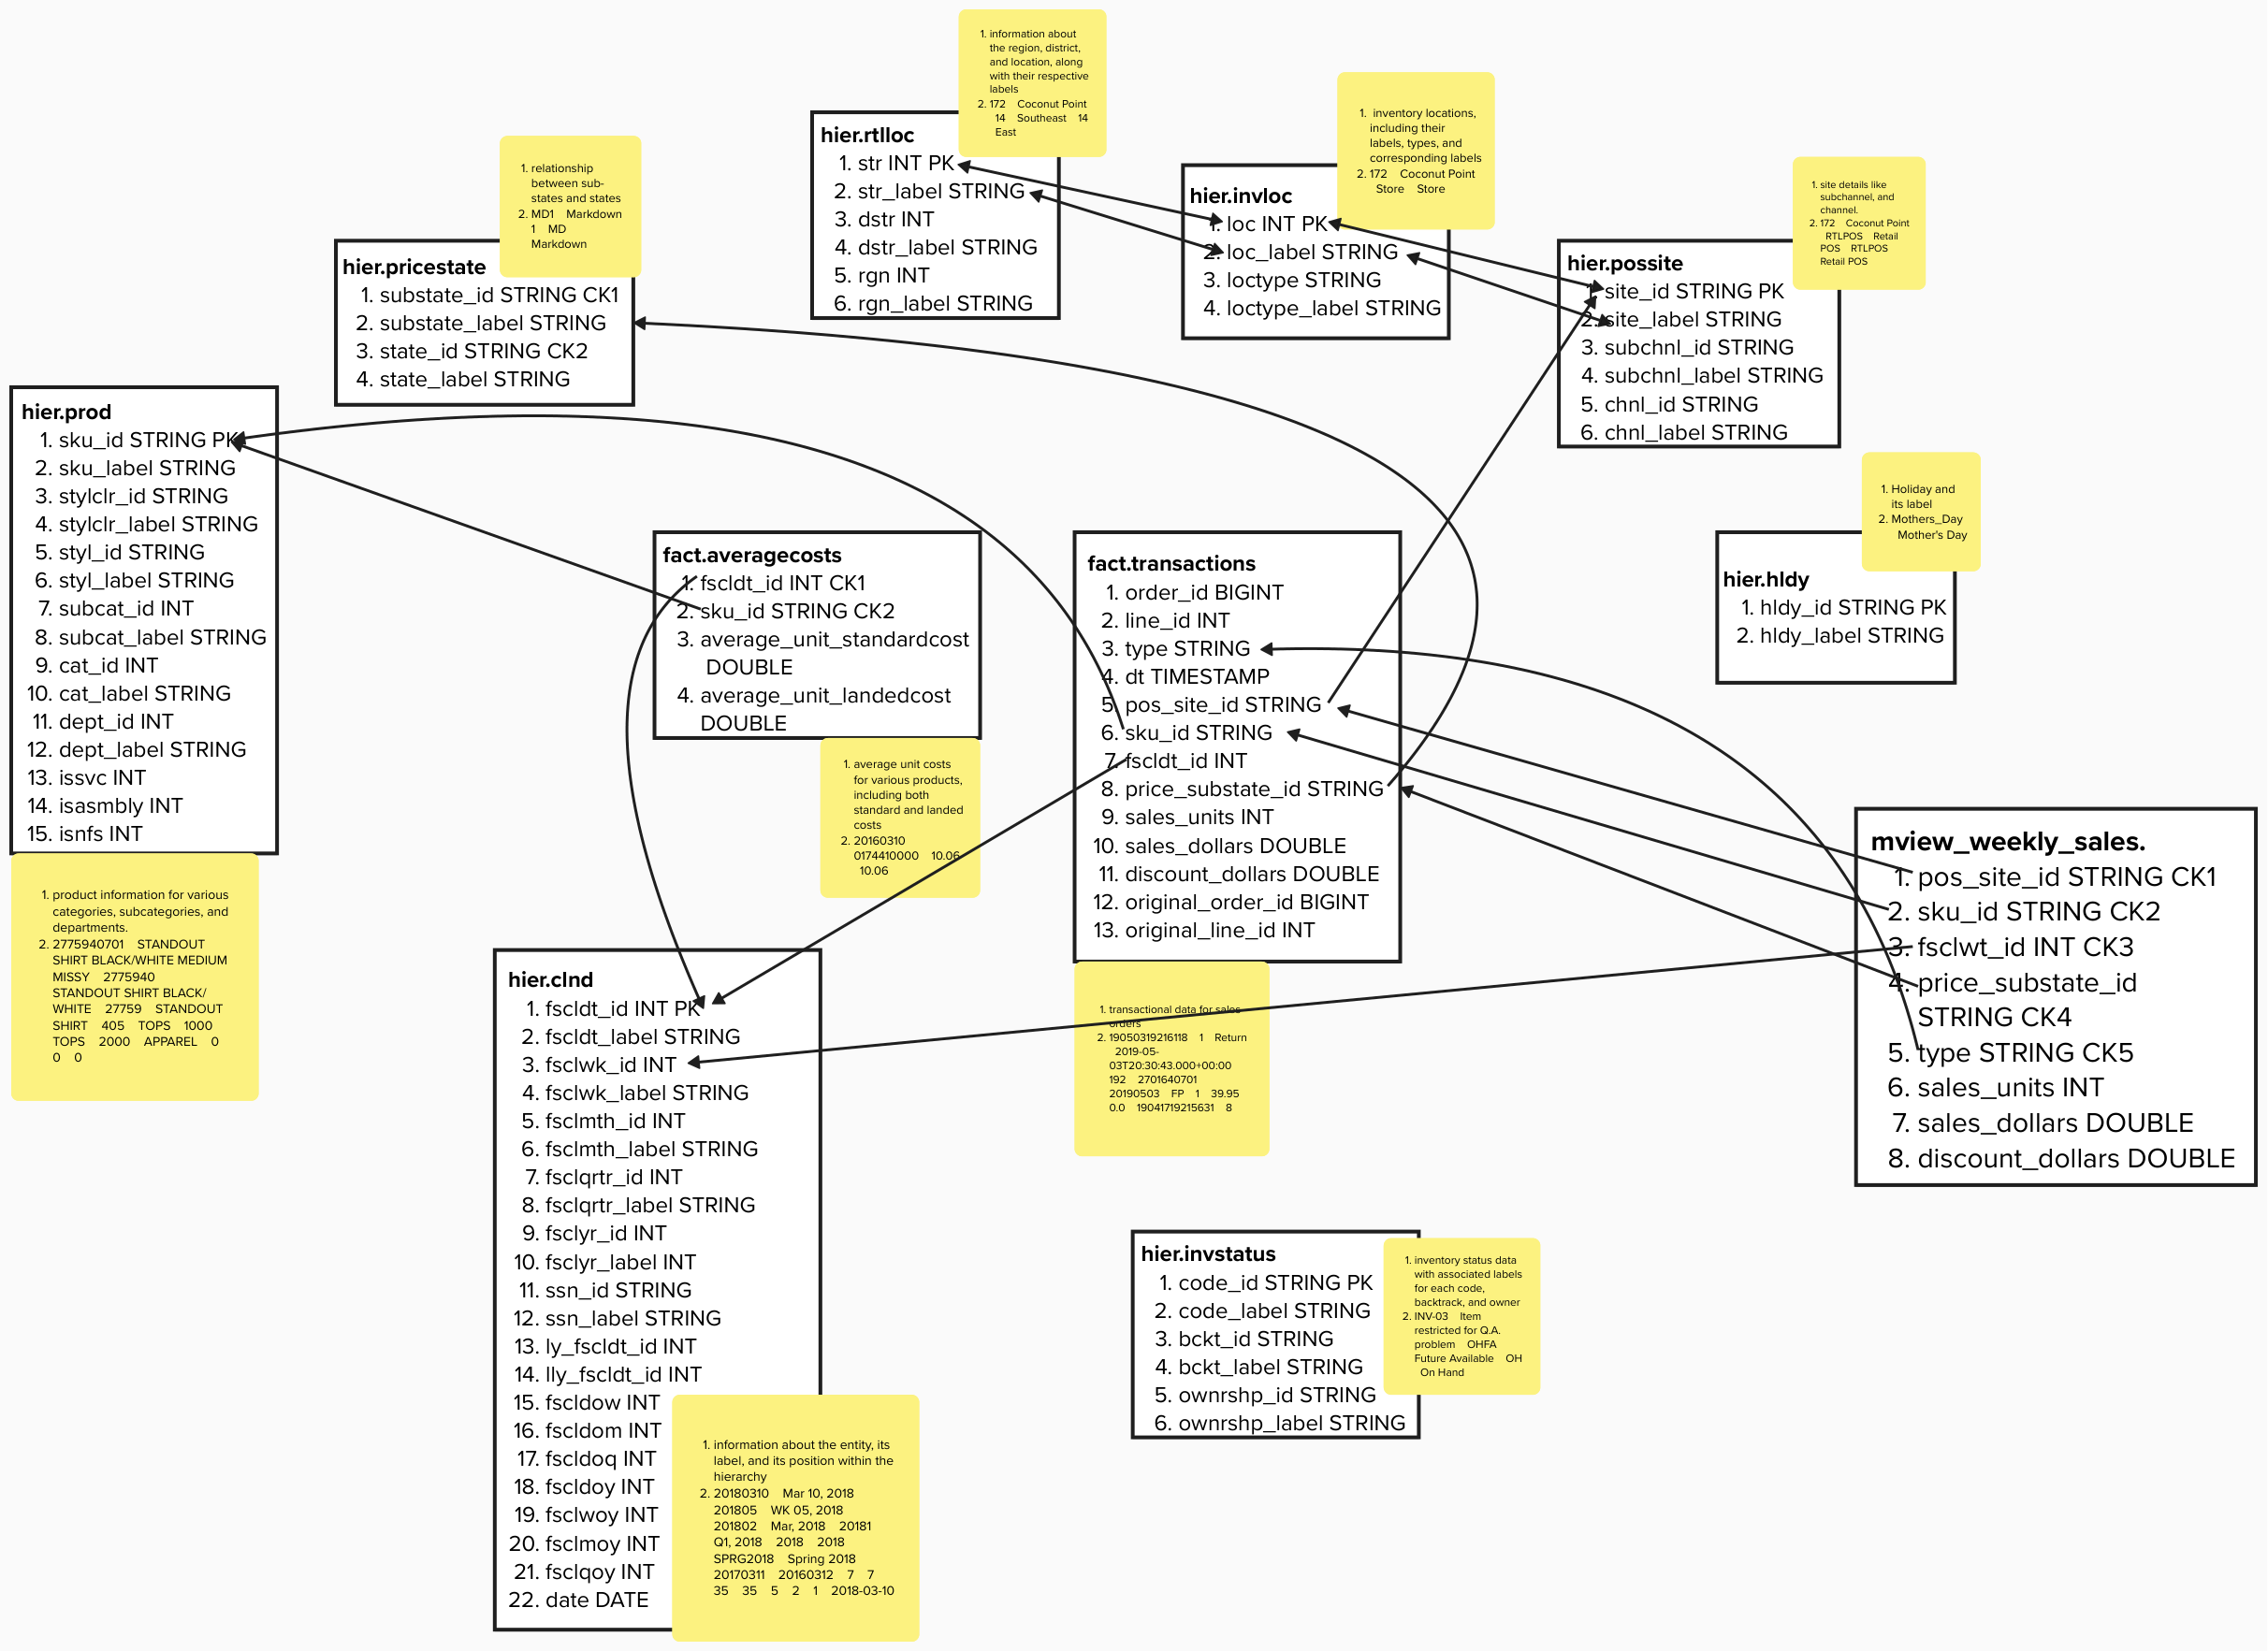 1. information about
the region, district,
and location, along
with their respective
labels
2. 172 Coconut Point
14 Southeast 14
East
hier.rtlloc
1. str INT PK
2. str_label STRING
3. dstr INT
4. dstr_label STRING
5. rgn INT
6. rgn_label STRING
1. inventory locations,
including their
labels, types, and
corresponding labels
2. 172 Coconut Point
Store Store
hier.invloc
1. loc INT PK
2. loc_label STRING
3. loctype STRING
4. loctype_label STRING
1. relationship
between sub-
states and states
2. MD1 Markdown
1 MD
Markdown
hier.pricestate
1. substate_id STRING CK1
2. substate_label STRING
3. state_id STRING CK2
4. state_label STRING
1. site details like
subchannel, and
channel.
2. 172 Coconut Point
RTLPOS Retail
POS RTLPOS
Retail POS
hier.possite
1. site_id STRING PK
2. site_label STRING
3. subchnl_id STRING
4. subchnl_label STRING
5. chnl_id STRING
6. chnl_label STRING
hier.prod
1. sku_id STRING PK
2. sku_label STRING
3. stylclr_id STRING
4. stylclr_label STRING
5. styl_id STRING
6. styl_label STRING
7. subcat_id INT
8. subcat_label STRING
9. cat_id INT
10. cat_label STRING
11. dept_id INT
12. dept_label STRING
13. issvc INT
14. isasmbly INT
15. isnfs INT
1. product information for various
categories, subcategories, and
departments.
2. 2775940701 STANDOUT
SHIRT BLACK/WHITE MEDIUM
MISSY 2775940
STANDOUT SHIRT BLACK/
WHITE 27759 STANDOUT
SHIRT 405 TOPS 1000
TOPS 2000 APPAREL 0
0 0
fact.averagecosts
1. fscldt_id INT CK1
2. sku_id STRING CK2
3. average_unit_standardcost
DOUBLE
4. average_unit_landedcost
DOUBLE
1. average unit costs
for various products,
including both
standard and landed
costs
2. 20160310
0174410000 10.06
10.06
fact.transactions
1. order_id BIGINT
2. line_id INT
3. type STRING
4. dt TIMESTAMP
5. pos_site_id STRING
6. sku_id STRING
7. fscldt_id INT
8. price_substate_id STRING
9. sales_units INT
10. sales_dollars DOUBLE
11. discount_dollars DOUBLE
12. original_order_id BIGINT
13. original_line_id INT
1. transactional data for sales
orders
2. 19050319216118 1 Return
2019-05-
03T20:30:43.000+00:00
192 2701640701
20190503 FP 1 39.95
0.0 19041719215631 8
1. Holiday and
its label
2. Mothers_Day
Mother's Day
hier.hldy
1. hldy_id STRING PK
2. hldy_label STRING
mview_weekly_sales.
1. pos_site_id STRING CK1
2. sku_id STRING CK2
3. fsclwt_id INT CK3
4. price_substate_id
STRING CK4
5. type STRING CK5
6. sales_units INT
7. sales_dollars DOUBLE
8. discount_dollars DOUBLE
hier.clnd
1. fscldt_id INT PK
2. fscldt_label STRING
3. fsclwk_id INT
4. fsclwk_label STRING
5. fsclmth_id INT
6. fsclmth_label STRING
7. fsclqrtr_id INT
8. fsclqrtr_label STRING
9. fsclyr_id INT
10. fsclyr_label INT
11. ssn_id STRING
12. ssn_label STRING
13. ly_fscldt_id INT
14. lly_fscldt_id INT
15. fscldow INT
16. fscldom INT
17. fscldoq INT
18. fscldoy INT
19. fsclwoy INT
20. fsclmoy INT
21. fsclqoy INT
22. date DATE
1. information about the entity, its
label, and its position within the
hierarchy
2. 20180310 Mar 10, 2018
201805 WK 05, 2018
201802 Mar, 2018 20181
Q1, 2018 2018 2018
SPRG2018 Spring 2018
20170311 20160312 7 7
35 35 5 2 1 2018-03-10
hier.invstatus
1. code_id STRING PK
2. code_label STRING
3. bckt_id STRING
4. bckt_label STRING
5. ownrshp_id STRING
6. ownrshp_label STRING
1. inventory status data
with associated labels
for each code,
backtrack, and owner
2. INV-03 Item
restricted for Q.A.
problem OHFA
Future Available OH
On Hand